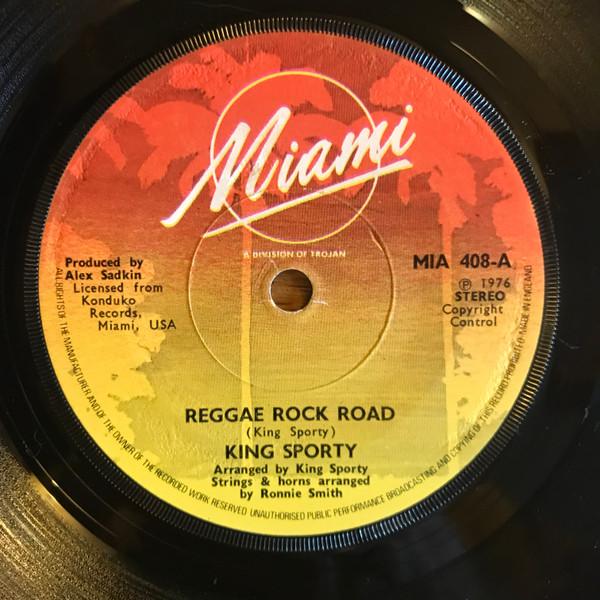 Miami
A DIVISION OF TROJAN
Produced by
Alex Sadkin
Licensed from
Konduko
Records,
Miami, USA
MIA 408-A
Ⓟ 1976
STEREO
Copyright
Control
REGGAE ROCK ROAD
(King Sporty)
KING SPORTY
Arranged by King Sporty
Strings & horns arranged
by Ronnie Smith
ALL RIGHTS OF THE MANUFACTURER AND OF THE OWNER OF THE RECORDED WORK RESERVED UNAUTHORISED PUBLIC PERFORMANCE BROADCASTING AND COPYING OF THIS RECORD PROHIBITED. MADE IN ENGLAND